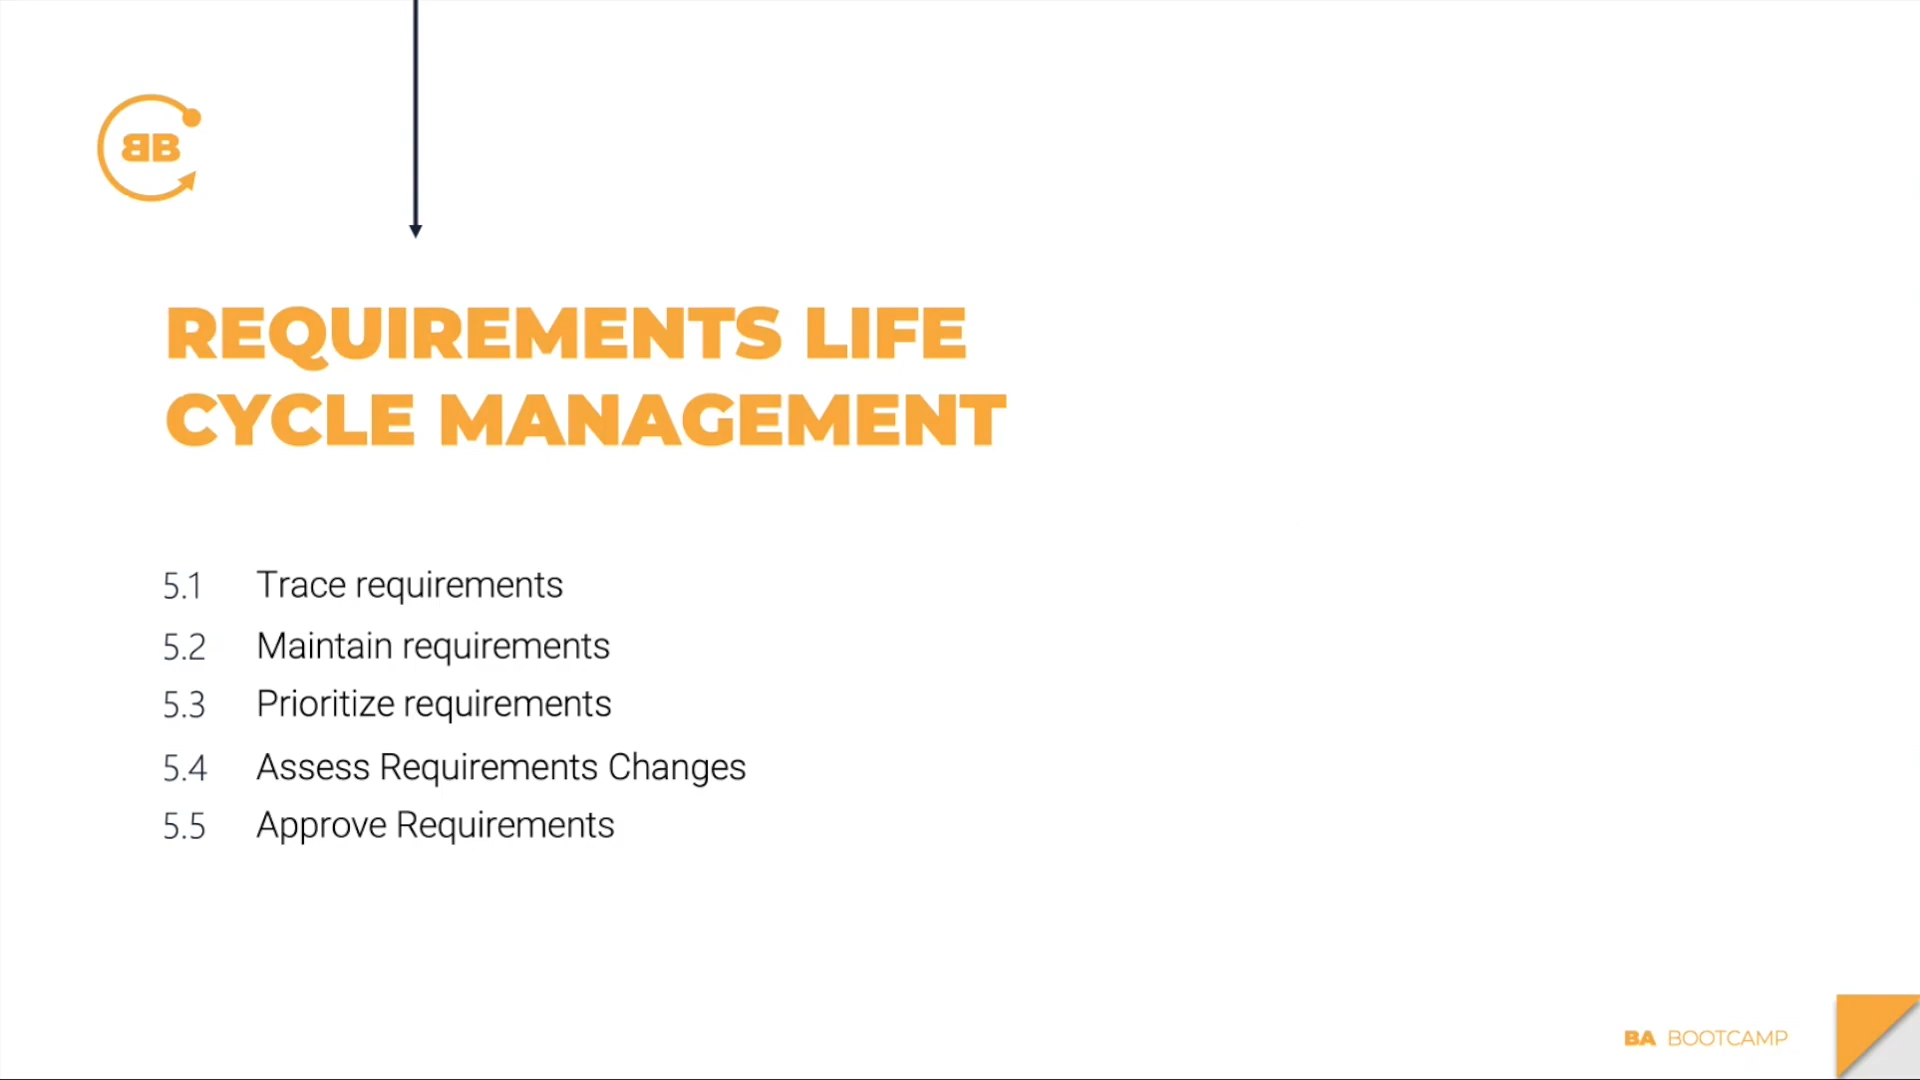 BB
REQUIREMENTS LIFE
CYCLE MANAGEMENT
5.1 Trace requirements
5.2 Maintain requirements
5.3 Prioritize requirements
5.4 Assess Requirements Changes
5.5 Approve Requirements
BA BOOTCAMP